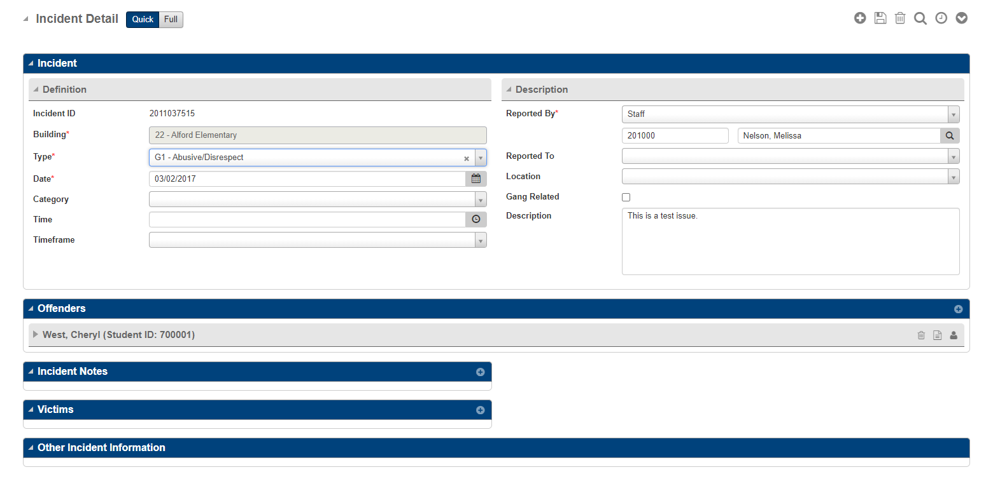 Incident Detail Quick Full
Incident
Definition
Incident ID 2011037515
Building* 22 - Alford Elementary
Type* G1 - Abusive/Disrespect
Date* 03/02/2017
Category
Time
Timeframe
Description
Reported By* Staff
201000 Nelson, Melissa
Reported To
Location
Gang Related
Description This is a test issue.
Offenders
West, Cheryl (Student ID: 700001)
Incident Notes
Victims
Other Incident Information